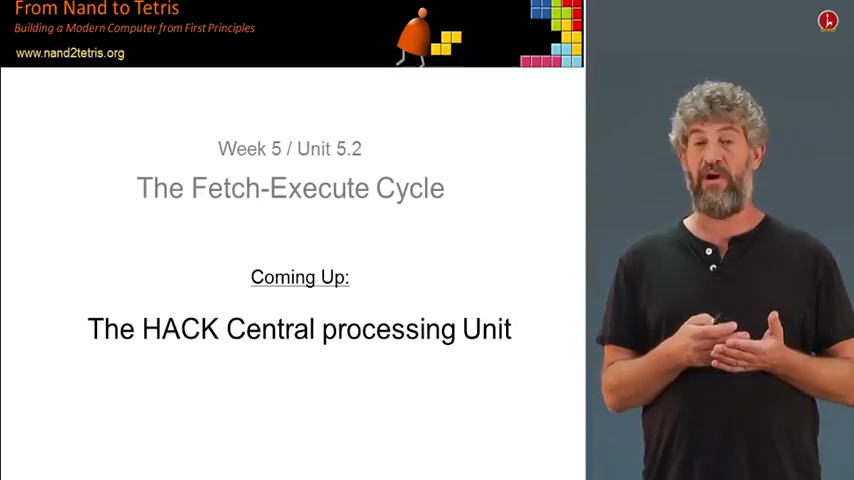 From Nand to Tetris
Building a Modern Computer from First Principles
www.nand2tetris.org
Week 5 / Unit 5.2
The Fetch-Execute Cycle
Coming Up:
The HACK Central processing Unit